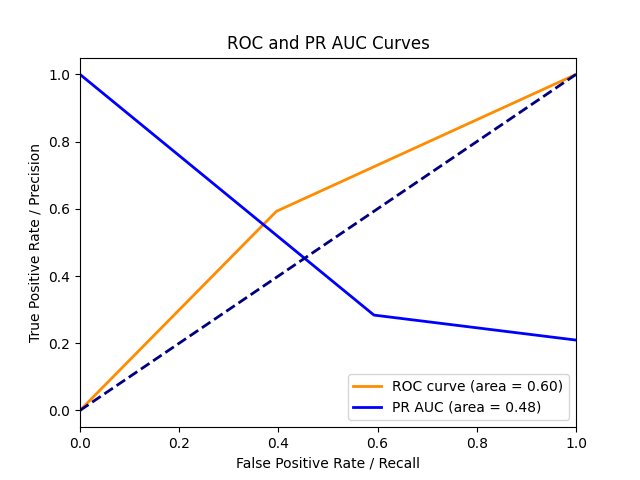 ROC and PR AUC Curves
True Positive Rate / Precision
1.0
0.8
0.6
0.4
0.2
0.0
0.0 0.2 0.4 0.6 0.8 1.0
False Positive Rate / Recall
ROC curve (area = 0.60)
PR AUC (area = 0.48)